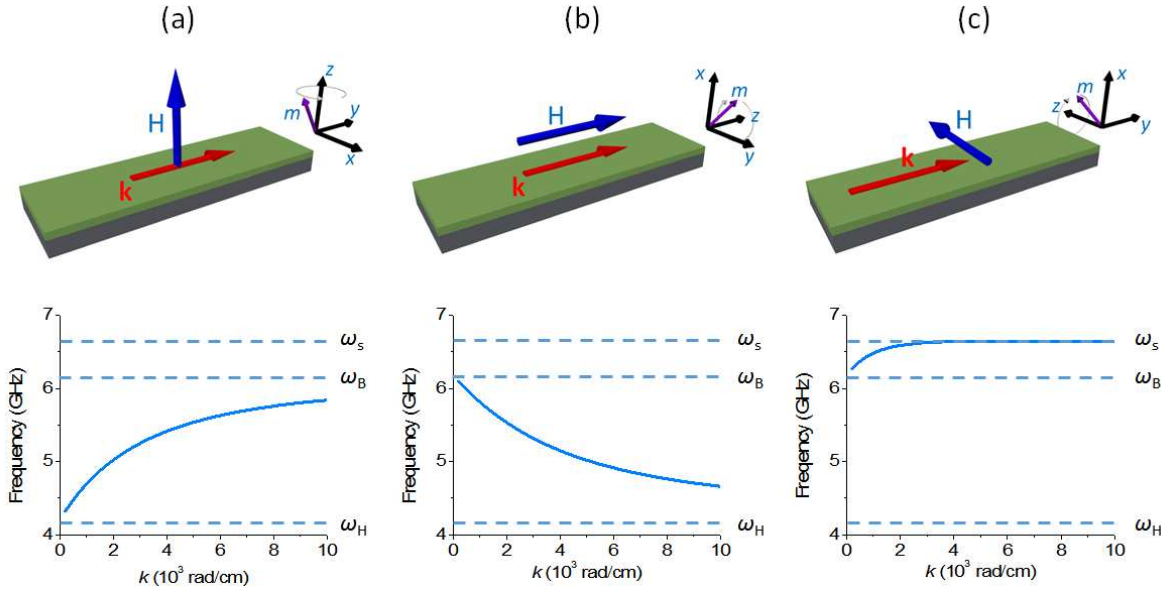 (a)
(b)
(c)
H
k
m
z
y
x
H
k
x
m
z
y
H
k
x
m
z
y
7
6
5
4
Frequency (GHz)
0 2 4 6 8 10
k (10³ rad/cm)
ωs
ωB
ωH
7
6
5
4
Frequency (GHz)
0 2 4 6 8 10
k (10³ rad/cm)
ωs
ωB
ωH
7
6
5
4
Frequency (GHz)
0 2 4 6 8 10
k (10³ rad/cm)
ωs
ωB
ωH